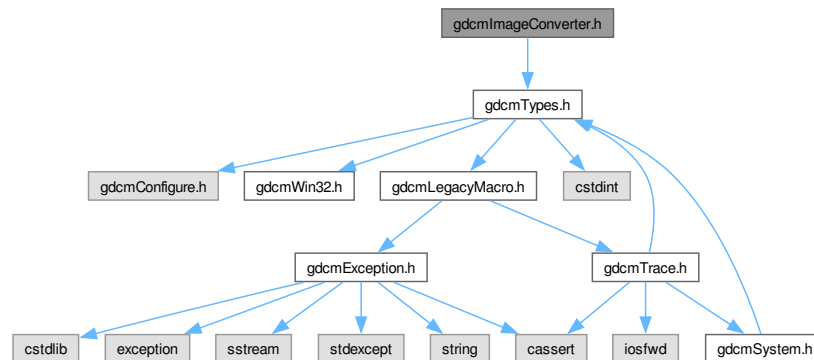 gdcmImageConverter.h
gdcmTypes.h
gdcmConfigure.h
gdcmWin32.h
gdcmLegacyMacro.h
cstdint
gdcmException.h
gdcmTrace.h
cstdlib
exception
sstream
stdexcept
string
cassert
iosfwd
gdcmSystem.h